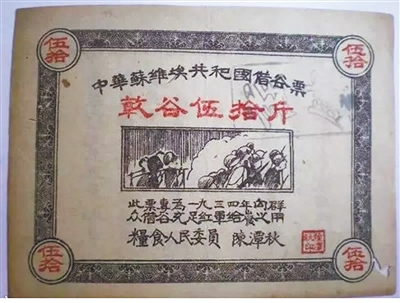 伍拾
伍拾
中華蘇維埃共和國借谷票
乾谷伍拾斤
此票專為一九三四年向群
众借谷充足紅軍給養之用
糧食人民委員 陳潭秋
伍拾
伍拾